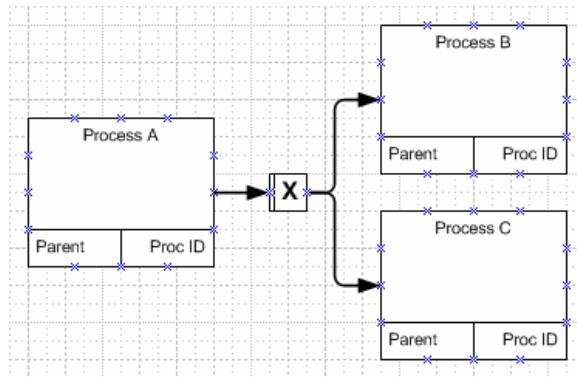 Process A
Parent Proc ID
X
Process B
Parent Proc ID
Process C
Parent Proc ID